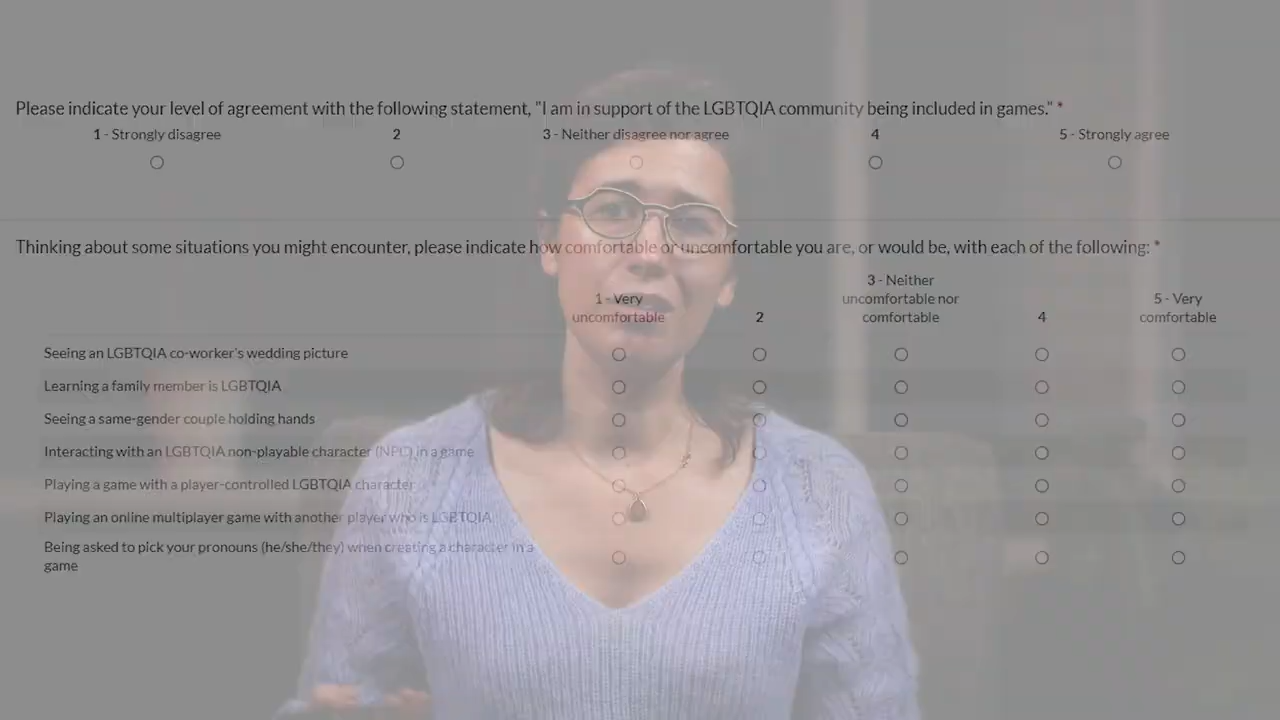 Please indicate your level of agreement with the following statement, "I am in support of the LGBTQIA community being included in games." *
1 - Strongly disagree 2 3 - Neither disagree nor agree 4 5 - Strongly agree
Thinking about some situations you might encounter, please indicate how comfortable or uncomfortable you are, or would be, with each of the following: *
1 - Very uncomfortable 2 3 - Neither uncomfortable nor comfortable 4 5 - Very comfortable
Seeing an LGBTQIA co-worker's wedding picture
Learning a family member is LGBTQIA
Seeing a same-gender couple holding hands
Interacting with an LGBTQIA non-playable character (NPC) in a game
Playing a game with a player-controlled LGBTQIA character
Playing an online multiplayer game with another player who is LGBTQIA
Being asked to pick your pronouns (he/she/they) when creating a character in a
game